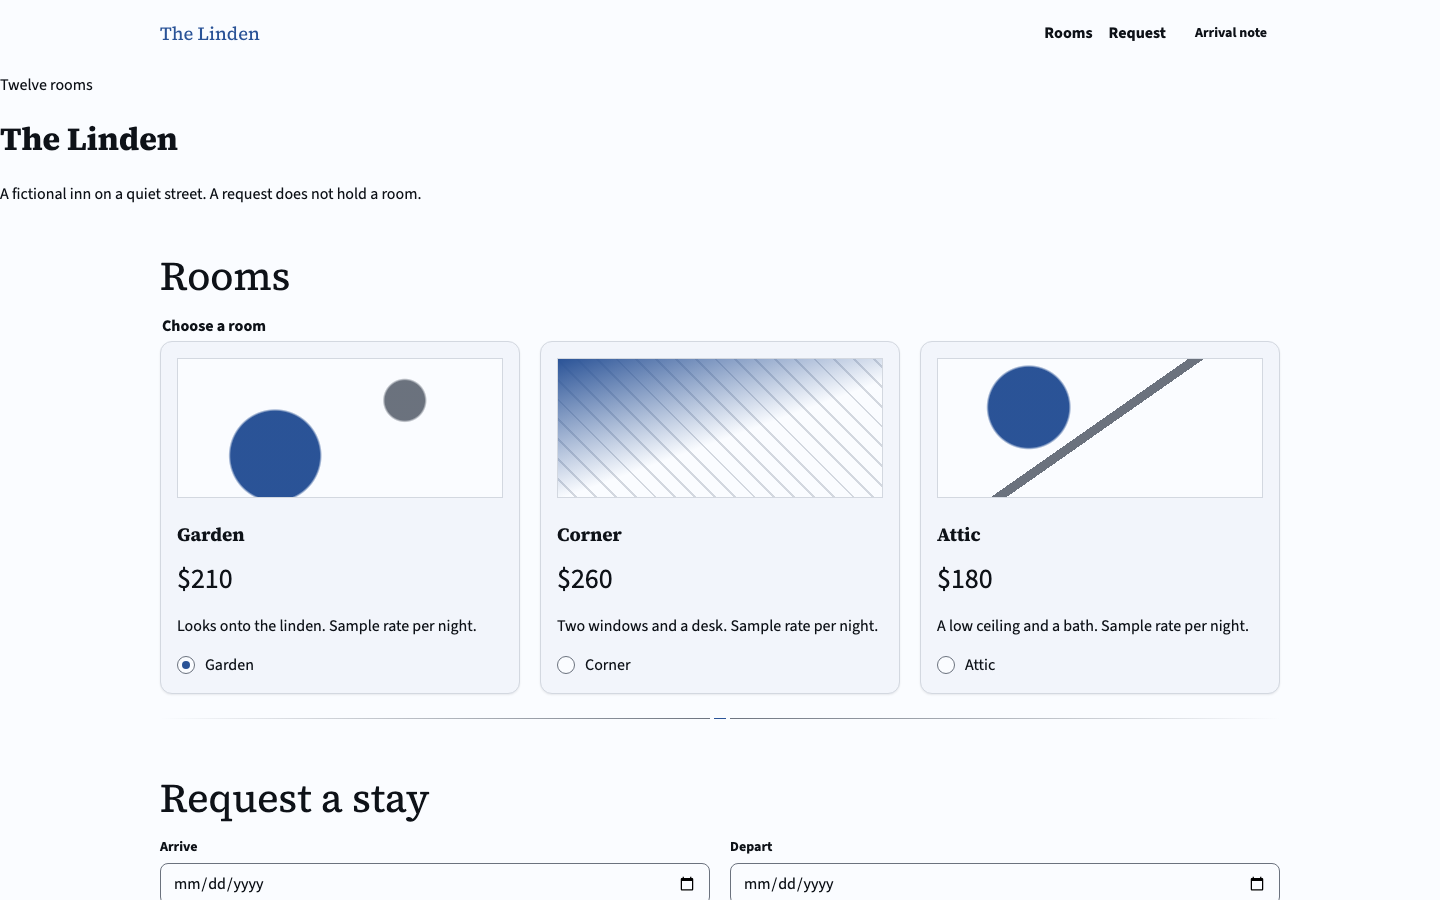 The Linden
Rooms Request Arrival note
Twelve rooms
The Linden
A fictional inn on a quiet street. A request does not hold a room.
Rooms
Choose a room
Garden
$210
Looks onto the linden. Sample rate per night.
Garden
Corner
$260
Two windows and a desk. Sample rate per night.
Corner
Attic
$180
A low ceiling and a bath. Sample rate per night.
Attic
Request a stay
Arrive
mm/dd/yyyy
Depart
mm/dd/yyyy